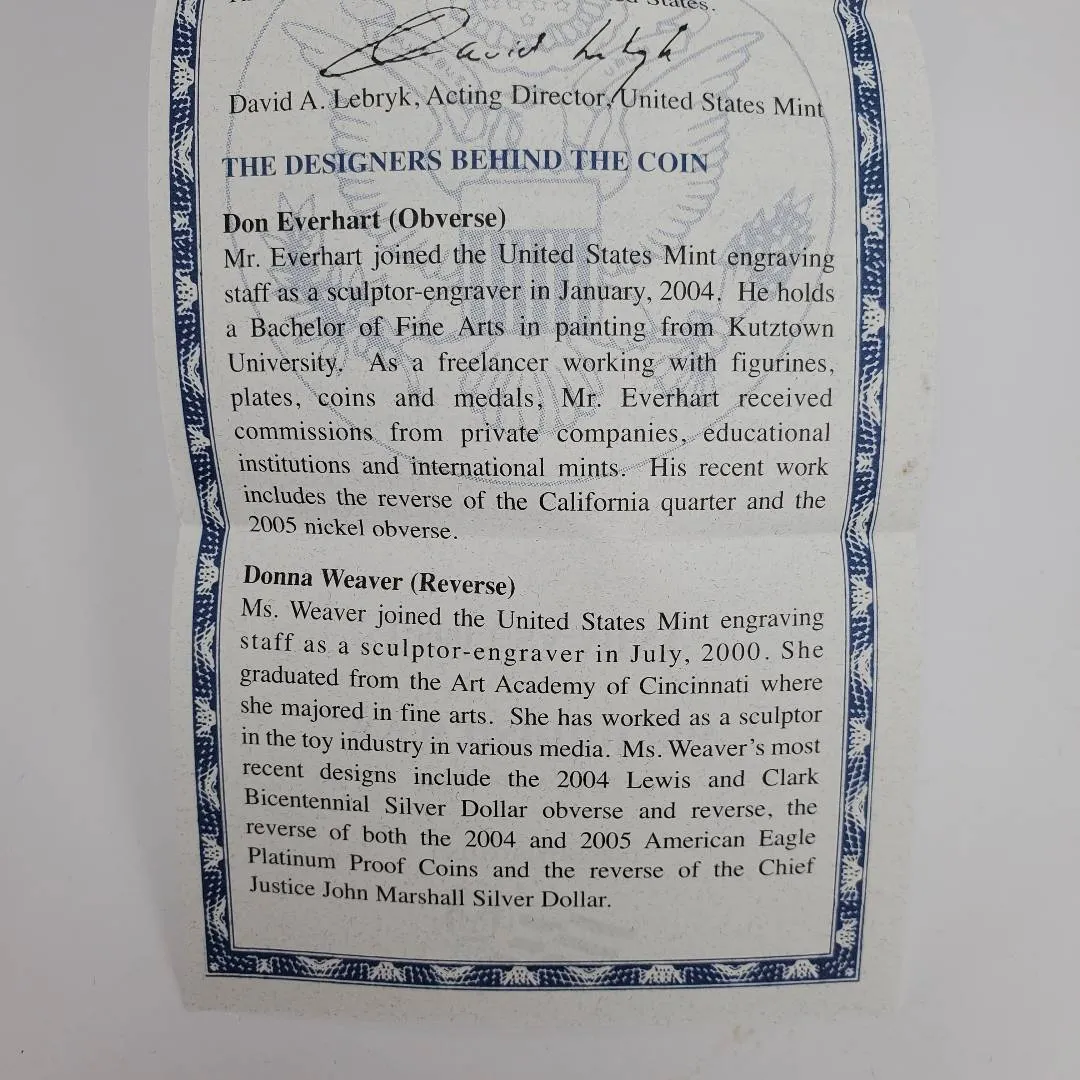 States.
David Lebryk
David A. Lebryk, Acting Director, United States Mint
THE DESIGNERS BEHIND THE COIN
Don Everhart (Obverse)
Mr. Everhart joined the United States Mint engraving
staff as a sculptor-engraver in January, 2004. He holds
a Bachelor of Fine Arts in painting from Kutztown
University. As a freelancer working with figurines,
plates, coins and medals, Mr. Everhart received
commissions from private companies, educational
institutions and international mints. His recent work
includes the reverse of the California quarter and the
2005 nickel obverse.
Donna Weaver (Reverse)
Ms. Weaver joined the United States Mint engraving
staff as a sculptor-engraver in July, 2000. She
graduated from the Art Academy of Cincinnati where
she majored in fine arts. She has worked as a sculptor
in the toy industry in various media. Ms. Weaver's most
recent designs include the 2004 Lewis and Clark
Bicentennial Silver Dollar obverse and reverse, the
reverse of both the 2004 and 2005 American Eagle
Platinum Proof Coins and the reverse of the Chief
Justice John Marshall Silver Dollar.